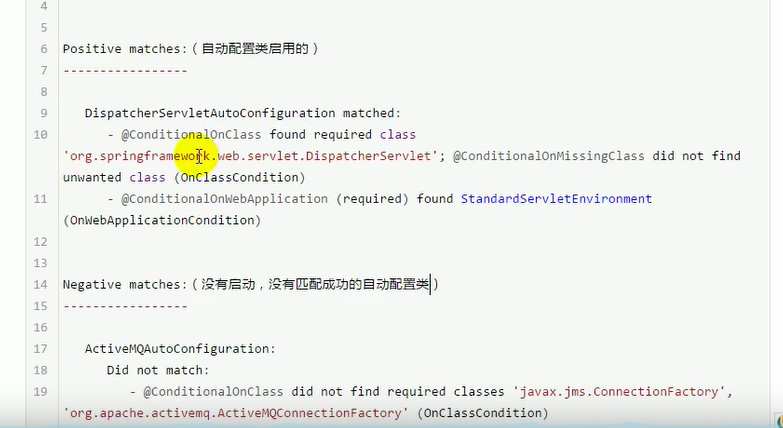 4
5
6 Positive matches:（自动配置类启用的）
7 -----------------
8
9 DispatcherServletAutoConfiguration matched:
10 - @ConditionalOnClass found required class
'org.springframework.web.servlet.DispatcherServlet'; @ConditionalOnMissingClass did not find
unwanted class (OnClassCondition)
11 - @ConditionalOnWebApplication (required) found StandardServletEnvironment
(OnWebApplicationCondition)
12
13
14 Negative matches:（没有启动，没有匹配成功的自动配置类）
15 -----------------
16
17 ActiveMQAutoConfiguration:
18 Did not match:
19 - @ConditionalOnClass did not find required classes 'javax.jms.ConnectionFactory',
'org.apache.activemq.ActiveMQConnectionFactory' (OnClassCondition)